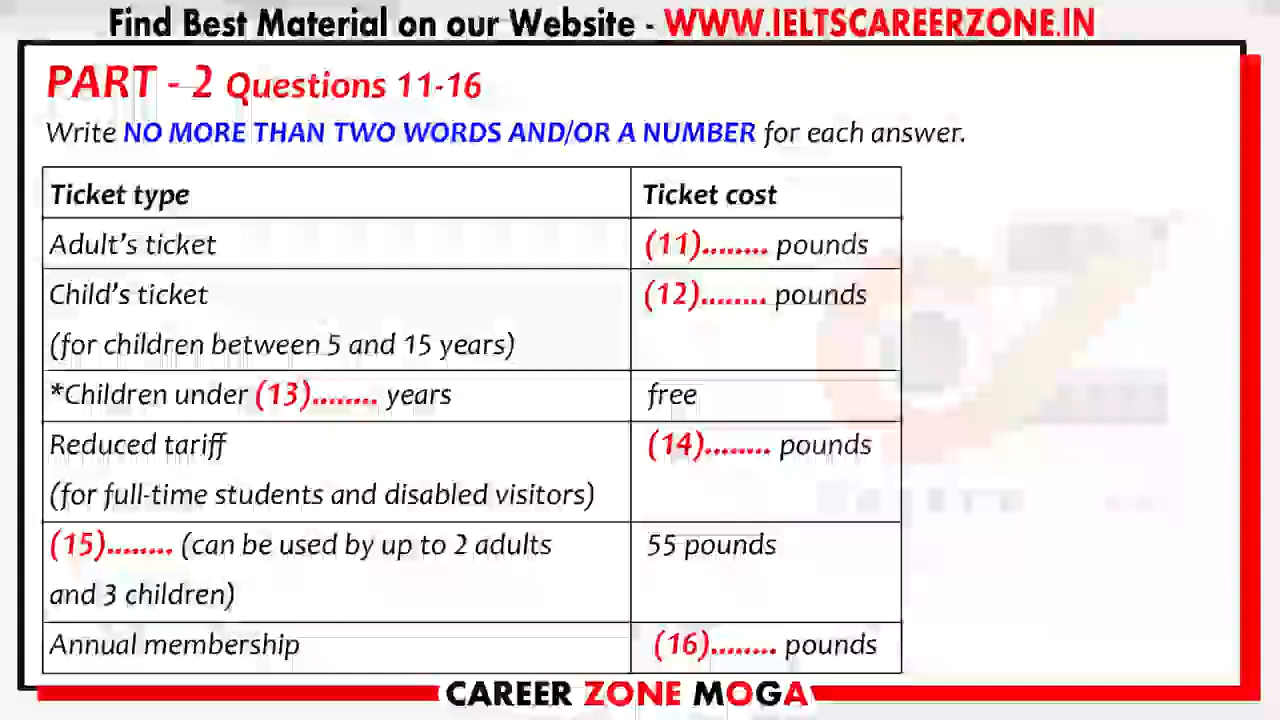 Find Best Material on our Website - WWW.IELTSCAREERZONE.IN
PART - 2 Questions 11-16
Write NO MORE THAN TWO WORDS AND/OR A NUMBER for each answer.
Ticket type Ticket cost
Adult's ticket (11)........ pounds
Child's ticket (12)........ pounds
(for children between 5 and 15 years)
*Children under (13)........ years free
Reduced tariff (14)........ pounds
(for full-time students and disabled visitors)
(15)........ (can be used by up to 2 adults 55 pounds
and 3 children)
Annual membership (16)........ pounds
CAREER ZONE MOGA